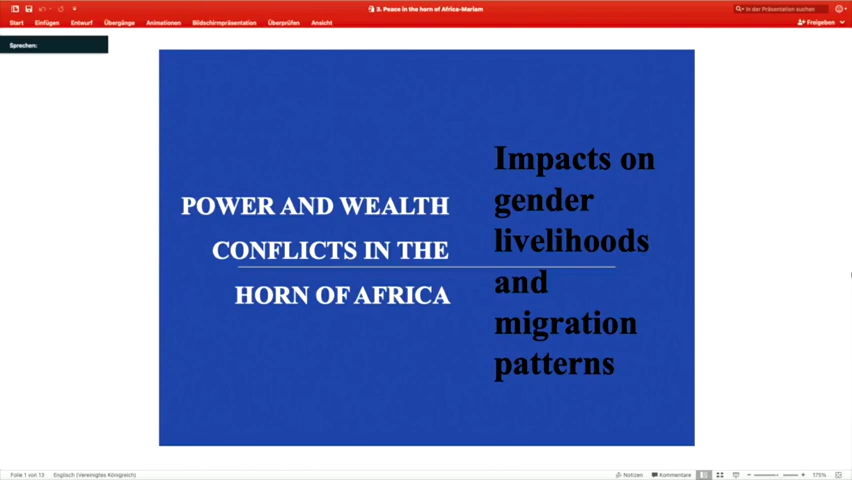 3. Peace in the horn of Africa-Mariam
In der Präsentation suchen
Start Einfügen Entwurf Übergänge Animationen Bildschirmpräsentation Überprüfen Ansicht
Freigeben
Sprechen:
POWER AND WEALTH
CONFLICTS IN THE
HORN OF AFRICA
Impacts on
gender
livelihoods
and
migration
patterns
Folie 1 von 13 Englisch (Vereinigtes Königreich)
Notizen Kommentare 175%